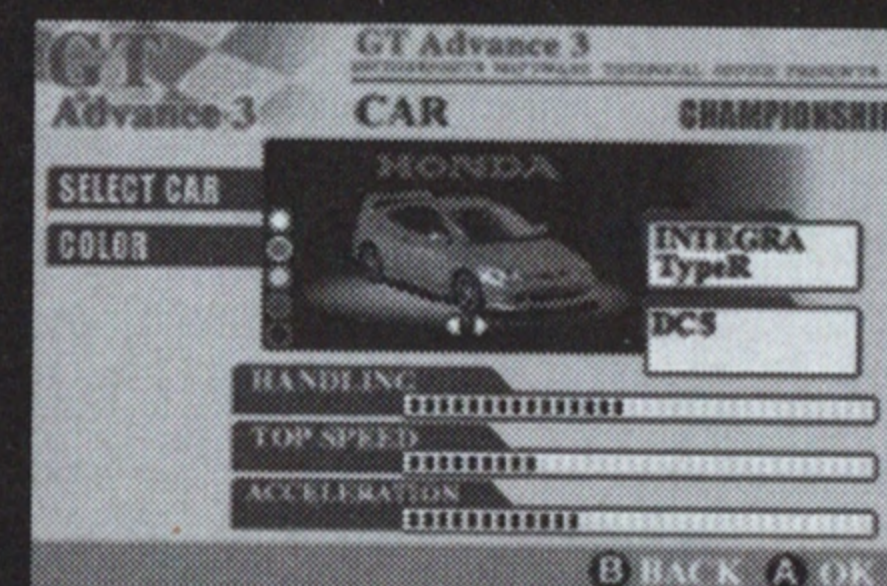 GT
Advance 3
GT Advance 3
CAR
CHAMPIONSHI
HONDA
SELECT CAR
COLOR
INTEGRA
TypeR
DC5
HANDLING
TOP SPEED
ACCELERATION
B BACK A OK